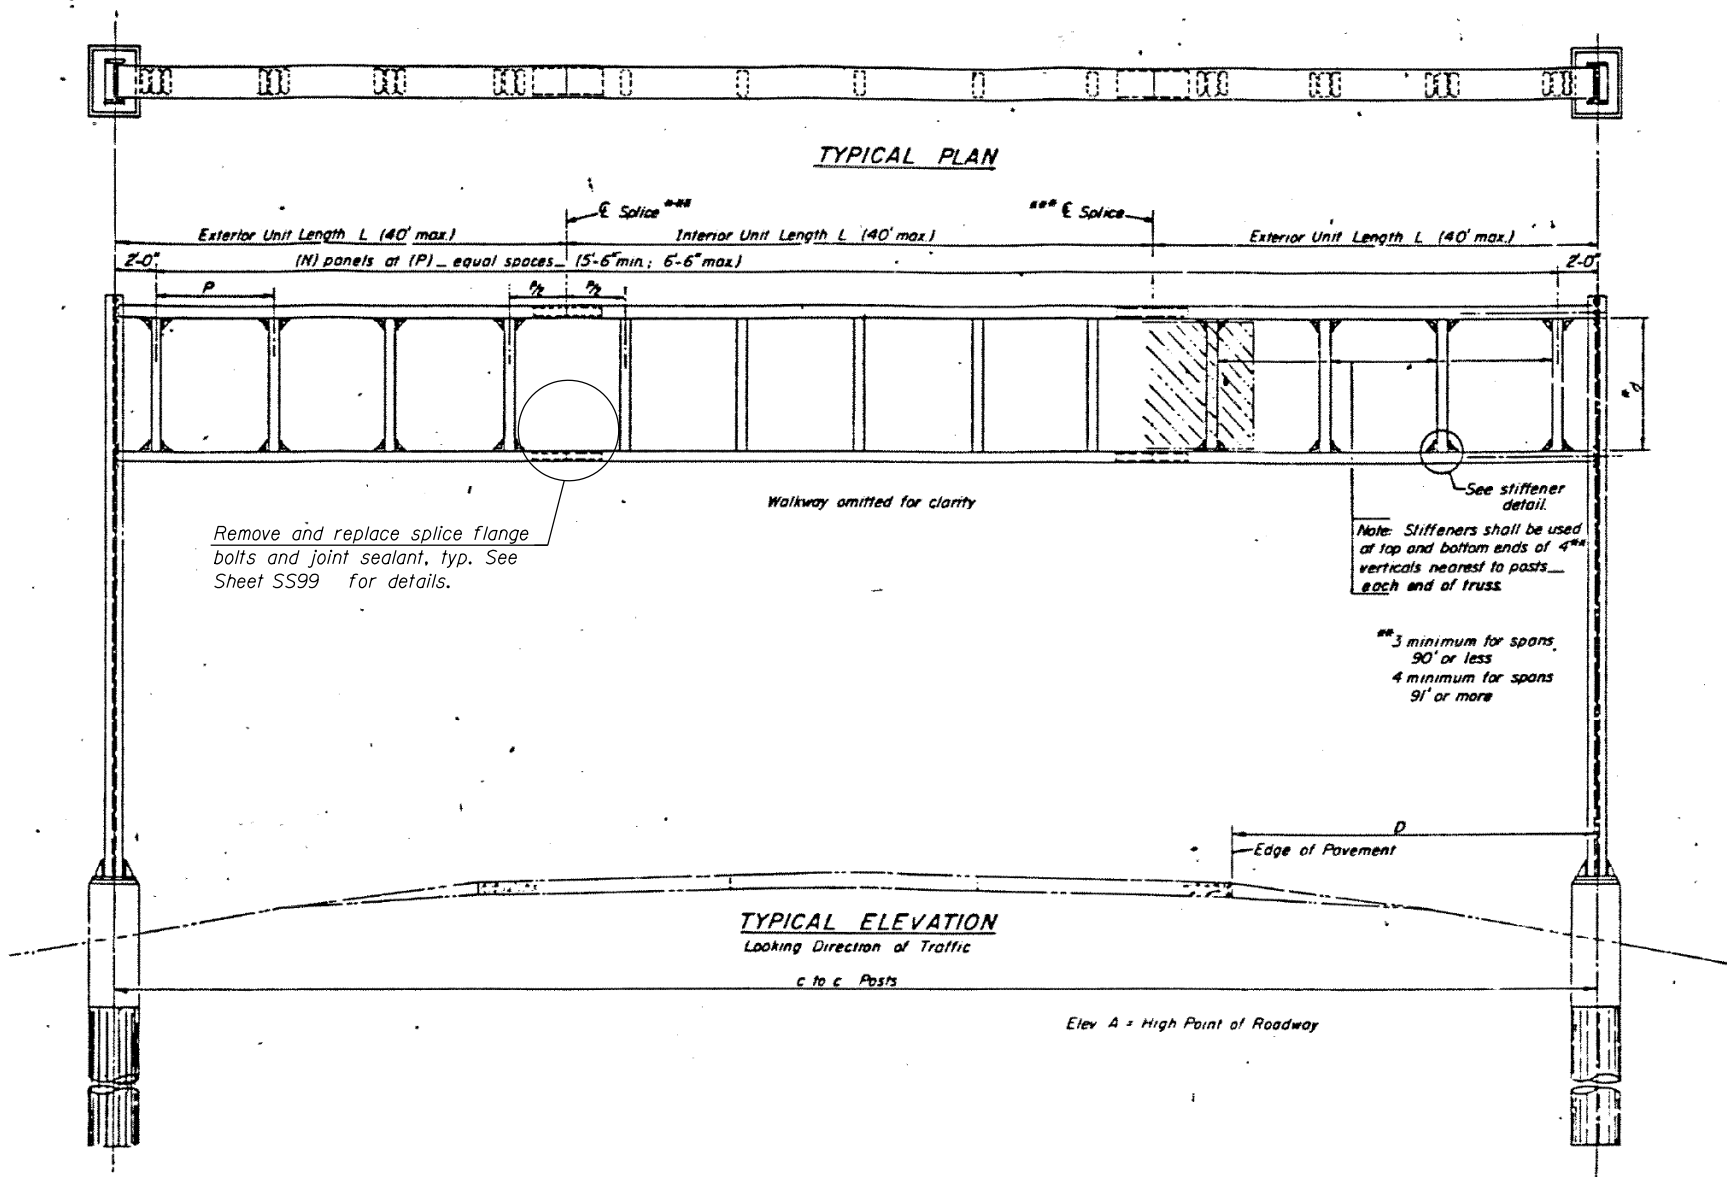 TYPICAL PLAN
℄ Splice ***
*** ℄ Splice
Exterior Unit Length L (40' max.)
Interior Unit Length L (40' max.)
Exterior Unit Length L (40' max.)
2'-0"
(N) panels at (P) _ equal spaces _ (5'-6" min.; 6'-6" max.)
2'-0"
P
P/2
P/2
*d
See stiffener
detail.
Walkway omitted for clarity
Remove and replace splice flange
bolts and joint sealant, typ. See
Sheet SS99 for details.
Note: Stiffeners shall be used
at top and bottom ends of 4**
verticals nearest to posts _
each end of truss.
**3 minimum for spans
90' or less
4 minimum for spans
91' or more
D
Edge of Pavement
TYPICAL ELEVATION
Looking Direction of Traffic
c to c Posts
Elev. A = High Point of Roadway